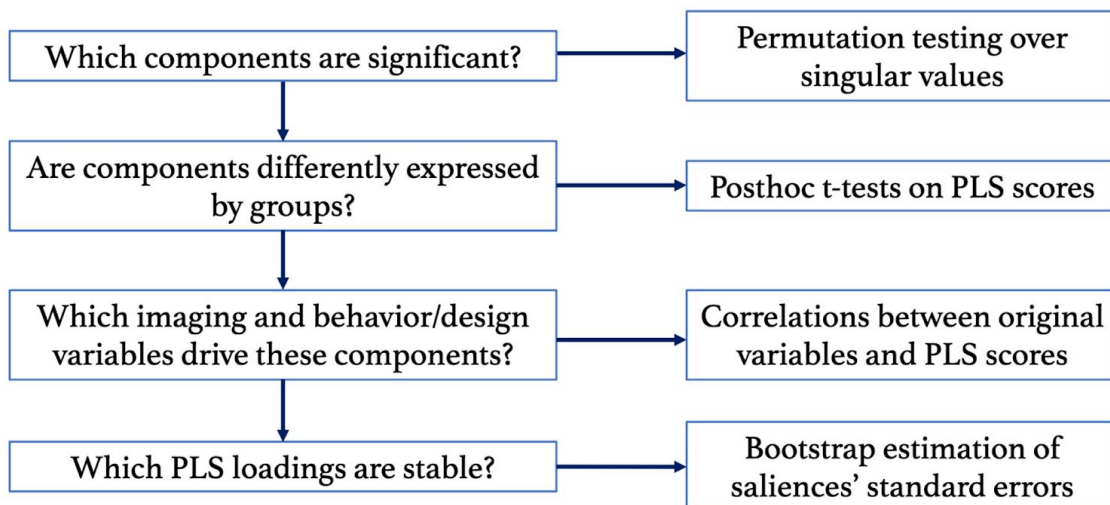 Which components are significant?
Permutation testing over
singular values
Are components differently expressed
by groups?
Posthoc t-tests on PLS scores
Which imaging and behavior/design
variables drive these components?
Correlations between original
variables and PLS scores
Which PLS loadings are stable?
Bootstrap estimation of
saliences' standard errors